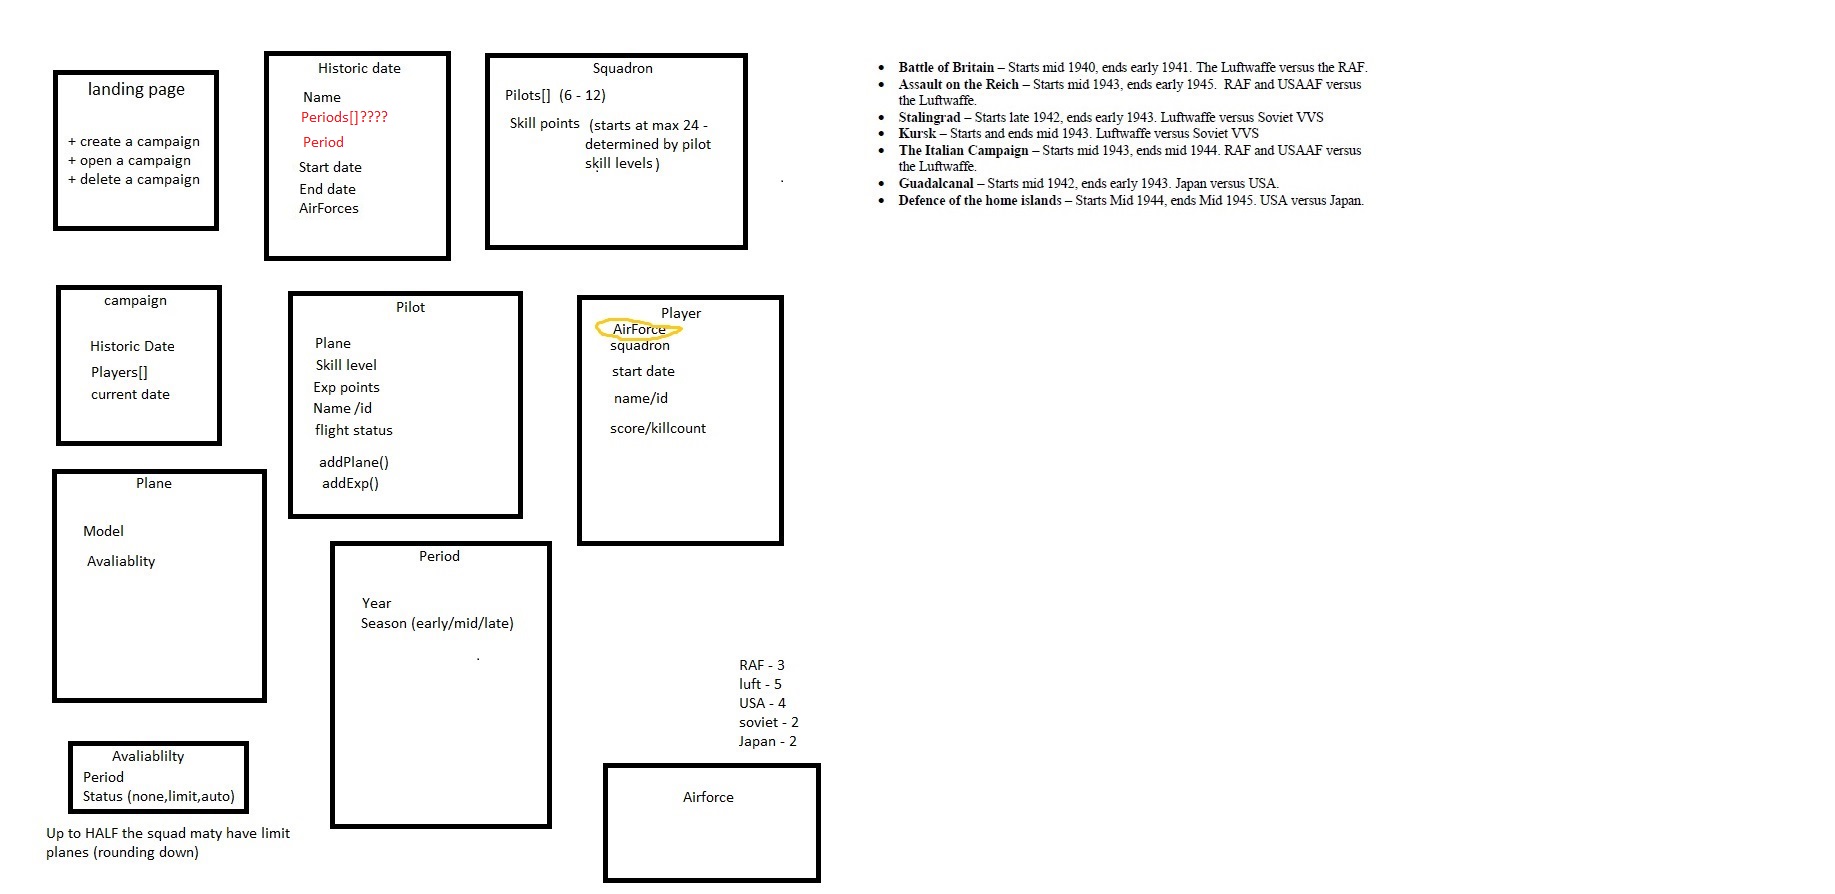 landing page
+ create a campaign
+ open a campaign
+ delete a campaign
Historic date
Name
Periods[]????
Period
Start date
End date
AirForces
Squadron
Pilots[] (6 - 12)
Skill points (starts at max 24 -
determined by pilot
skill levels)
• Battle of Britain – Starts mid 1940, ends early 1941. The Luftwaffe versus the RAF.
• Assault on the Reich – Starts mid 1943, ends early 1945. RAF and USAAF versus
the Luftwaffe.
• Stalingrad – Starts late 1942, ends early 1943. Luftwaffe versus Soviet VVS
• Kursk – Starts and ends mid 1943. Luftwaffe versus Soviet VVS
• The Italian Campaign – Starts mid 1943, ends mid 1944. RAF and USAAF versus
the Luftwaffe.
• Guadalcanal – Starts mid 1942, ends early 1943. Japan versus USA.
• Defence of the home islands – Starts Mid 1944, ends Mid 1945. USA versus Japan.
campaign
Historic Date
Players[]
current date
Pilot
Plane
Skill level
Exp points
Name /id
flight status
addPlane()
addExp()
Player
AirForce
squadron
start date
name/id
score/killcount
Plane
Model
Avaliablity
Period
Year
Season (early/mid/late)
RAF - 3
luft - 5
USA - 4
soviet - 2
Japan - 2
Avaliablilty
Period
Status (none,limit,auto)
Up to HALF the squad maty have limit
planes (rounding down)
Airforce